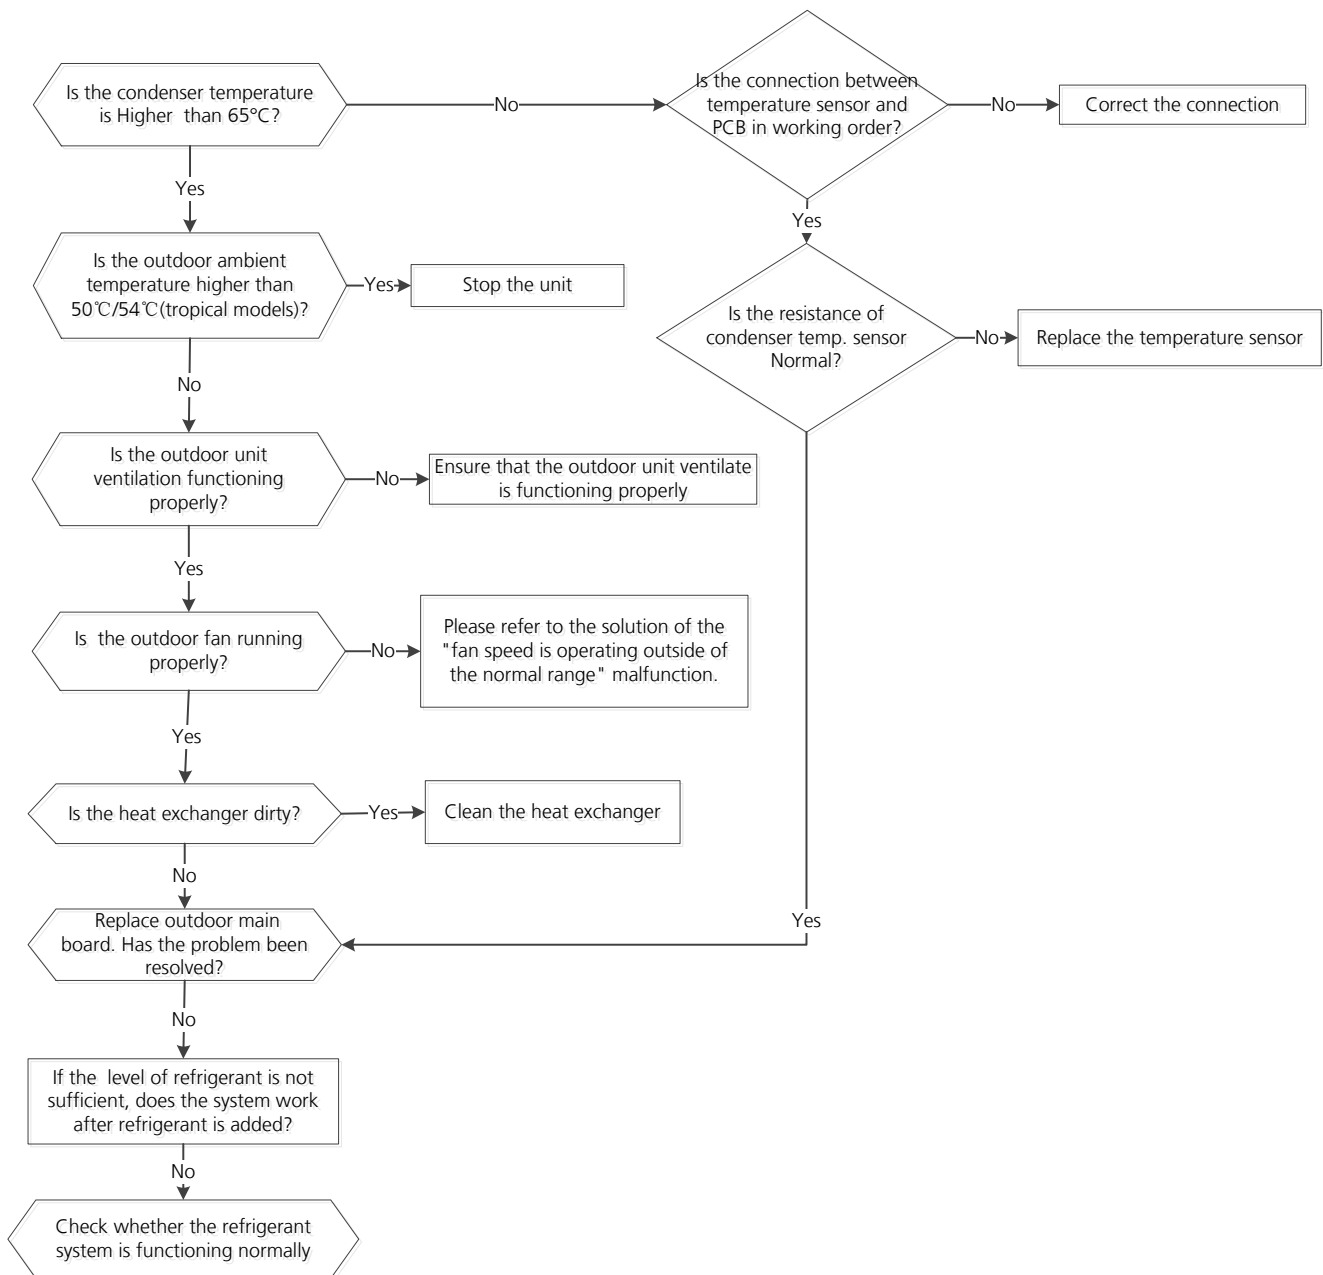 Is the condenser temperature
is Higher than 65°C?
No
Is the connection between
temperature sensor and
PCB in working order?
No
Correct the connection
Yes
Yes
Is the outdoor ambient
temperature higher than
50℃/54℃(tropical models)?
Yes
Stop the unit
Is the resistance of
condenser temp. sensor
Normal?
No
Replace the temperature sensor
No
Is the outdoor unit
ventilation functioning
properly?
No
Ensure that the outdoor unit ventilate
is functioning properly
Yes
Is the outdoor fan running
properly?
No
Please refer to the solution of the
"fan speed is operating outside of
the normal range" malfunction.
Yes
Is the heat exchanger dirty?
Yes
Clean the heat exchanger
No
Yes
Replace outdoor main
board. Has the problem been
resolved?
No
If the level of refrigerant is not
sufficient, does the system work
after refrigerant is added?
No
Check whether the refrigerant
system is functioning normally